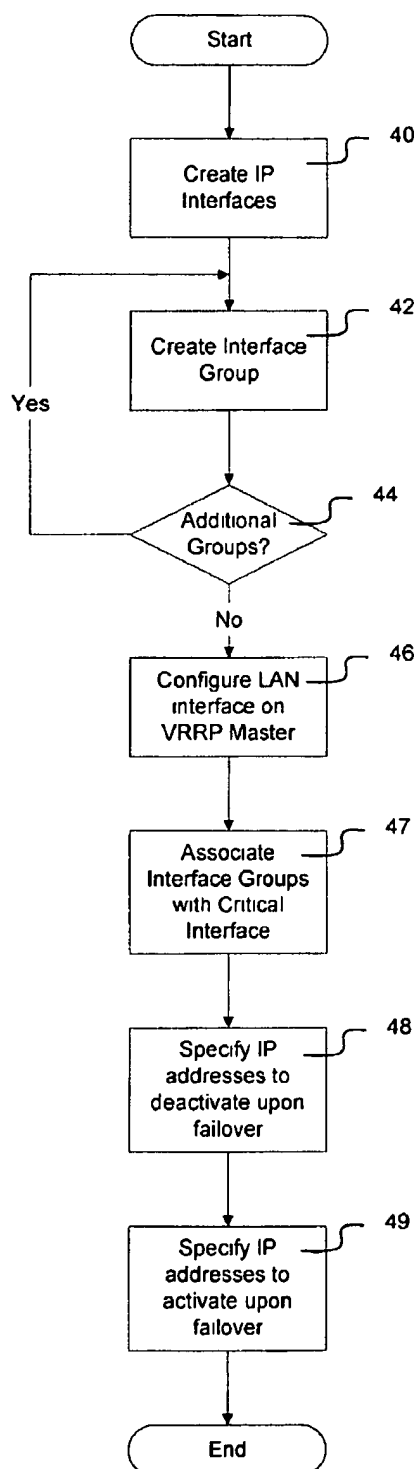 Start
40
Create IP
Interfaces
42
Create Interface
Group
Yes
44
Additional
Groups?
No
46
Configure LAN
interface on
VRRP Master
47
Associate
Interface Groups
with Critical
Interface
48
Specify IP
addresses to
deactivate upon
failover
49
Specify IP
addresses to
activate upon
failover
End